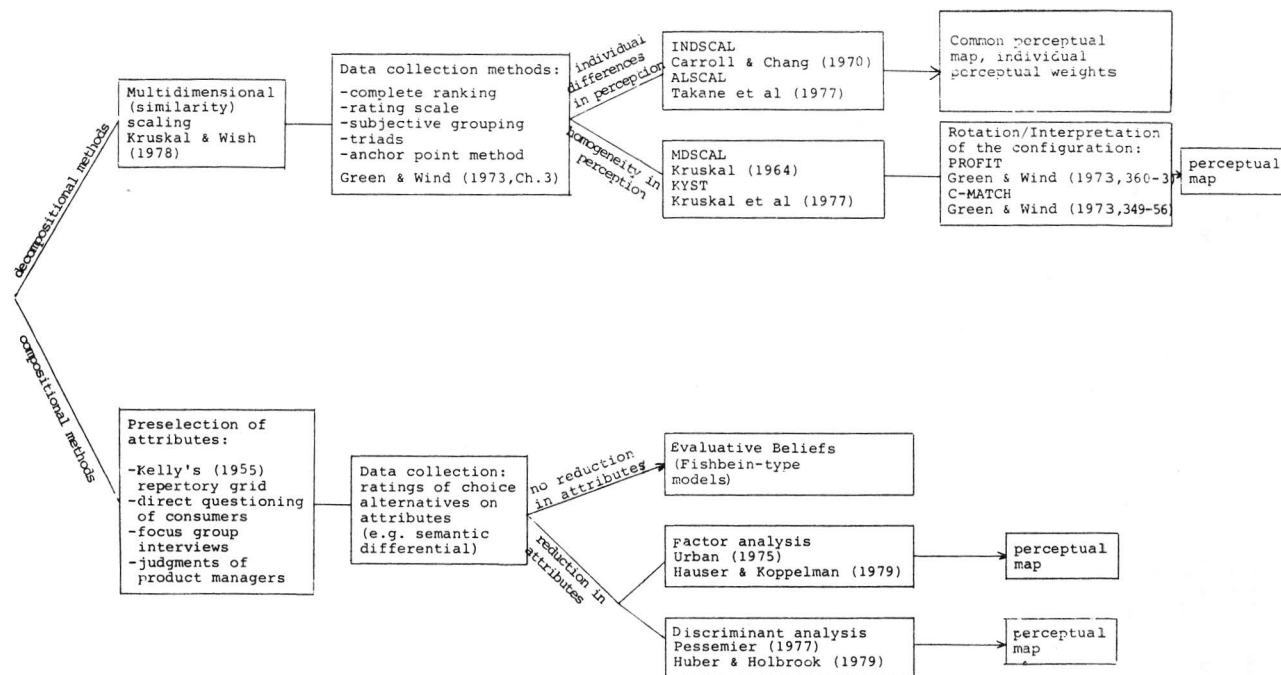 decompositional methods
Multidimensional
(similarity)
scaling
Kruskal & Wish
(1978)
Data collection methods:
-complete ranking
-rating scale
-subjective grouping
-triads
-anchor point method
Green & Wind (1973,Ch.3)
individual
differences
in perception
INDSCAL
Carroll & Chang (1970)
ALSCAL
Takane et al (1977)
Common perceptual
map, individual
perceptual weights
homogeneity in
perception
MDSCAL
Kruskal (1964)
KYST
Kruskal et al (1977)
Rotation/Interpretation
of the configuration:
PROFIT
Green & Wind (1973,360-3)
C-MATCH
Green & Wind (1973,349-56)
perceptual
map
compositional methods
Preselection of
attributes:
-Kelly's (1955)
repertory grid
-direct questioning
of consumers
-focus group
interviews
-judgments of
product managers
Data collection:
ratings of choice
alternatives on
attributes
(e.g. semantic
differential)
no reduction
in attributes
Evaluative Beliefs
(Fishbein-type
models)
reduction in
attributes
Factor analysis
Urban (1975)
Hauser & Koppelman (1979)
perceptual
map
Discriminant analysis
Pessemier (1977)
Huber & Holbrook (1979)
perceptual
map